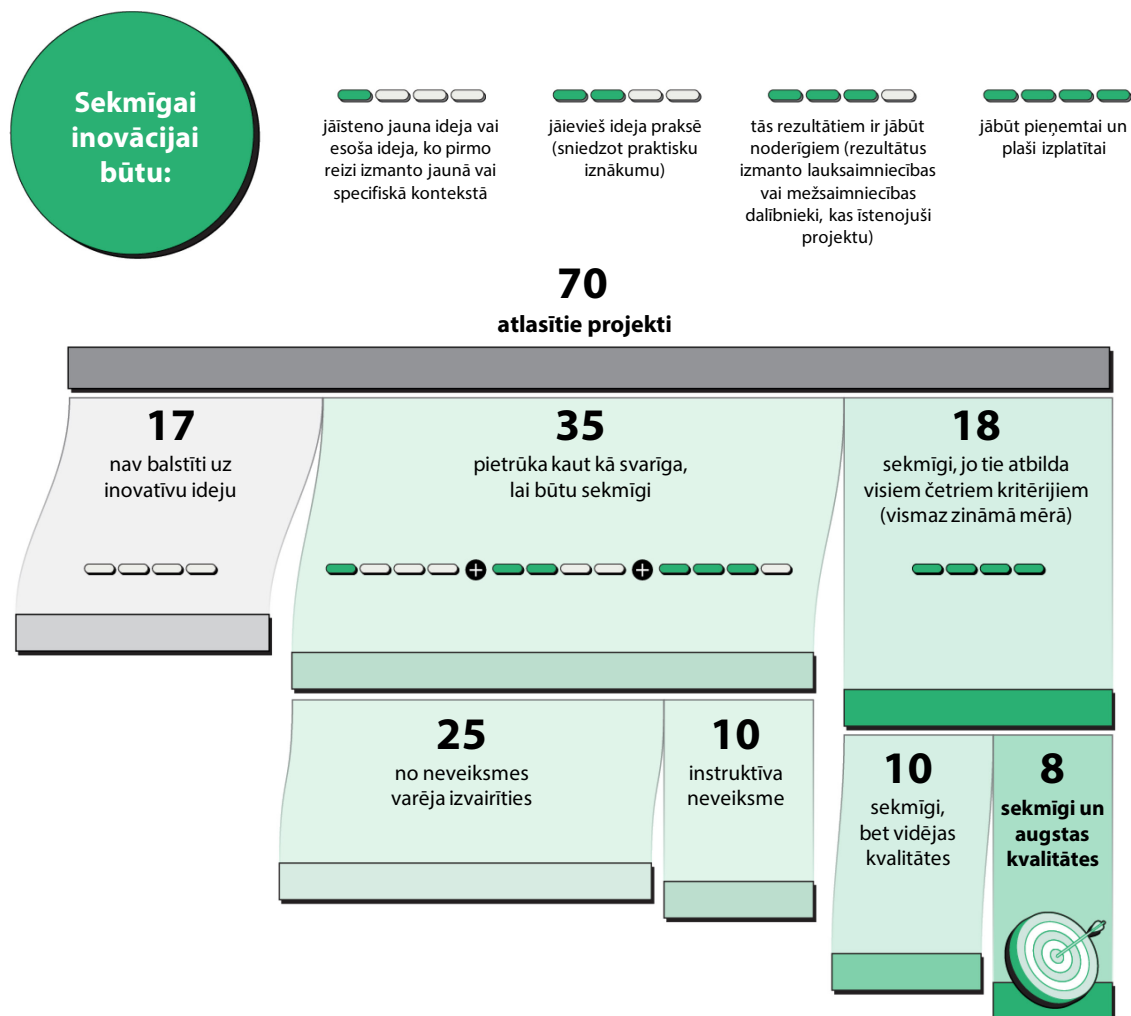 Sekmīgai
inovācijai
būtu:
jāīsteno jauna ideja vai
esoša ideja, ko pirmo
reizi izmanto jaunā vai
specifiskā kontekstā
jāievieš ideja praksē
(sniedzot praktisku
iznākumu)
tās rezultātiem ir jābūt
noderīgiem (rezultātus
izmanto lauksaimniecības
vai mežsaimniecības
dalībnieki, kas īstenojuši
projektu)
jābūt pieņemtai un
plaši izplatītai
70
atlasītie projekti
17
nav balstīti uz
inovatīvu ideju
35
pietrūka kaut kā svarīga,
lai būtu sekmīgi
18
sekmīgi, jo tie atbilda
visiem četriem kritērijiem
(vismaz zināmā mērā)
25
no neveiksmes
varēja izvairīties
10
instruktīva
neveiksme
10
sekmīgi,
bet vidējas
kvalitātes
8
sekmīgi un
augstas
kvalitātes